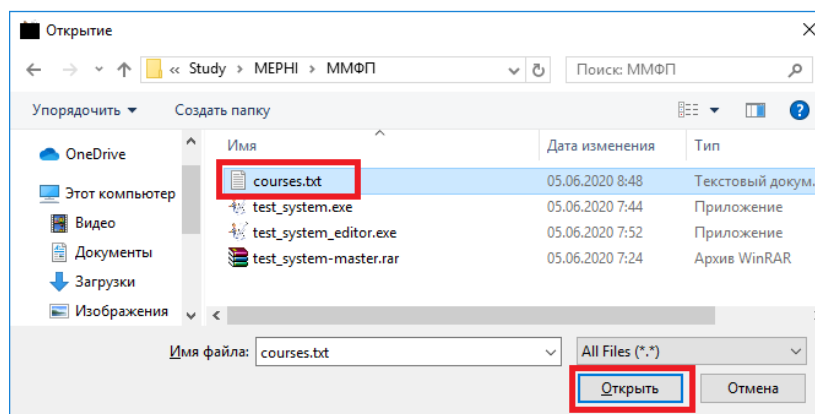 Открытие
« Study > MEPHI > ММФП
Поиск: ММФП
Упорядочить
Создать папку
Имя
Дата изменения
Тип
OneDrive
Этот компьютер
Видео
Документы
Загрузки
Изображения
courses.txt 05.06.2020 8:48 Текстовый докум.
test_system.exe 05.06.2020 7:44 Приложение
test_system_editor.exe 05.06.2020 7:52 Приложение
test_system-master.rar 05.06.2020 7:24 Архив WinRAR
Имя файла: courses.txt
All Files (*.*)
Открыть
Отмена